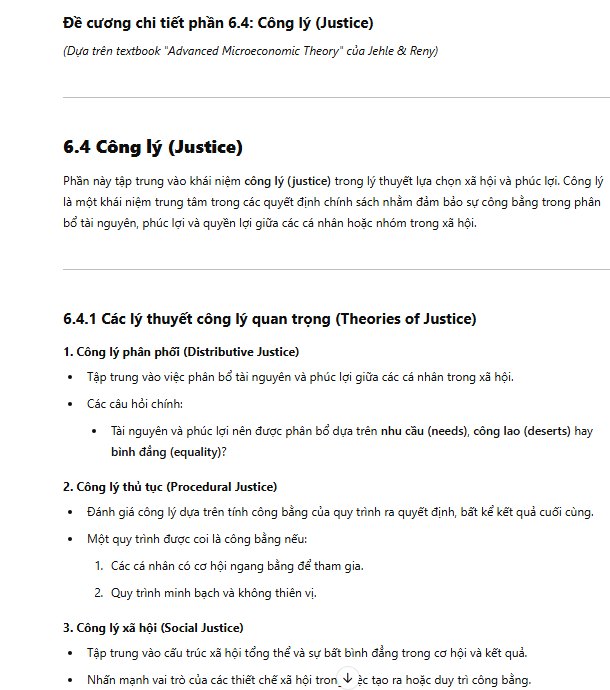 Đề cương chi tiết phần 6.4: Công lý (Justice)
(Dựa trên textbook "Advanced Microeconomic Theory" của Jehle & Reny)
6.4 Công lý (Justice)
Phần này tập trung vào khái niệm công lý (justice) trong lý thuyết lựa chọn xã hội và phúc lợi. Công lý
là một khái niệm trung tâm trong các quyết định chính sách nhằm đảm bảo sự công bằng trong phân
bổ tài nguyên, phúc lợi và quyền lợi giữa các cá nhân hoặc nhóm trong xã hội.
6.4.1 Các lý thuyết công lý quan trọng (Theories of Justice)
1. Công lý phân phối (Distributive Justice)
• Tập trung vào việc phân bổ tài nguyên và phúc lợi giữa các cá nhân trong xã hội.
• Các câu hỏi chính:
• Tài nguyên và phúc lợi nên được phân bổ dựa trên nhu cầu (needs), công lao (deserts) hay
bình đẳng (equality)?
2. Công lý thủ tục (Procedural Justice)
• Đánh giá công lý dựa trên tính công bằng của quy trình ra quyết định, bất kể kết quả cuối cùng.
• Một quy trình được coi là công bằng nếu:
1. Các cá nhân có cơ hội ngang bằng để tham gia.
2. Quy trình minh bạch và không thiên vị.
3. Công lý xã hội (Social Justice)
• Tập trung vào cấu trúc xã hội tổng thể và sự bất bình đẳng trong cơ hội và kết quả.
• Nhấn mạnh vai trò của các thiết chế xã hội tạo ra hoặc duy trì công bằng.